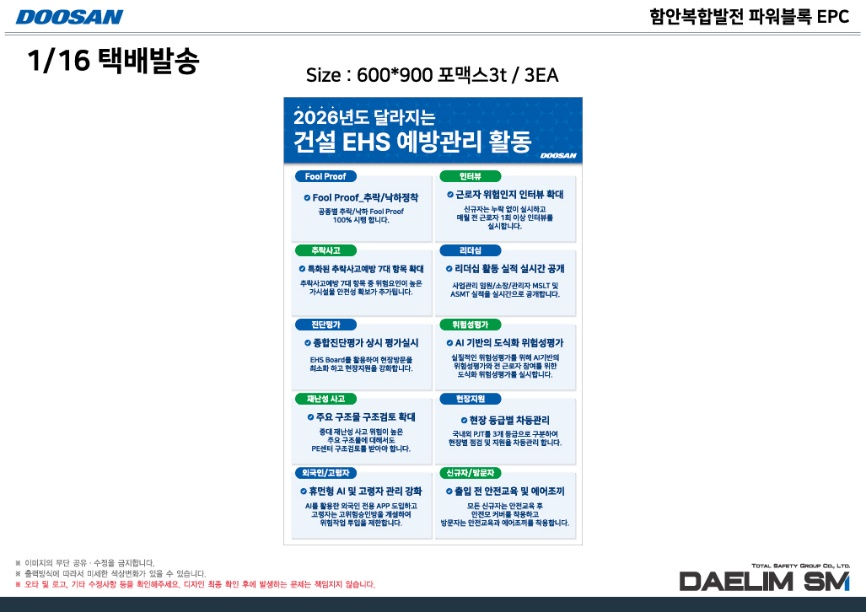 DOOSAN
함안복합발전 파워블록 EPC
1/16 택배발송
Size : 600*900 포맥스3t / 3EA
2026년도 달라지는
건설 EHS 예방관리 활동
DOOSAN
Fool Proof
Fool Proof_추락/낙하정착
공종별 추락/낙하 Fool Proof
100% 시행 합니다.
인터뷰
근로자 위험인지 인터뷰 확대
신규자는 누락 없이 실시하고
매월 전 근로자 1회 이상 인터뷰를
실시합니다.
추락사고
특화된 추락사고예방 7대 항목 확대
추락사고예방 7대 항목 중 위험요인이 높은
가시설물 안전성 확보가 추가됩니다.
리더십
리더십 활동 실적 실시간 공개
사업관리 임원/소장/관리자 MSLT 및
ASMT 실적을 실시간으로 공개합니다.
진단평가
종합진단평가 상시 평가실시
EHS Board를 활용하여 현장방문을
최소화 하고 현장지원을 강화합니다.
위험성평가
AI 기반의 도식화 위험성평가
실질적인 위험성평가를 위해 AI기반의
위험성평가와 전 근로자 참여를 위한
도식화 위험성평가를 실시합니다.
재난성 사고
주요 구조물 구조검토 확대
중대 재난성 사고 위험이 높은
주요 구조물에 대해서도
PE센터 구조검토를 받아야 합니다.
현장지원
현장 등급별 차등관리
국내외 PJT를 3개 등급으로 구분하여
현장별 점검 및 지원을 차등관리 합니다.
외국인/고령자
휴먼형 AI 및 고령자 관리 강화
AI를 활용한 외국인 전용 APP 도입하고
고령자는 고위험승인방을 개설하여
위험작업 투입을 제한합니다.
신규자/방문자
출입 전 안전교육 및 에어조끼
모든 신규자는 안전교육 후
안전모 커버를 착용하고
방문자는 안전교육과 에어조끼를 착용합니다.
※ 이미지의 무단 공유 · 수정을 금지합니다.
※ 출력방식에 따라서 미세한 색상변화가 있을 수 있습니다.
※ 오타 및 로고, 기타 수정사항 등을 확인해주세요. 디자인 최종 확인 후에 발생하는 문제는 책임지지 않습니다.
TOTAL SAFETY GROUP CO., LTD.
DAELIM SM